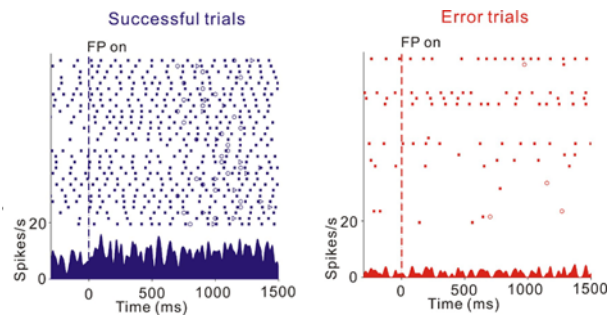 Successful trials
FP on
20
0
Spikes/s
0 500 1000 1500
Time (ms)
Error trials
FP on
20
0
Spikes/s
0 500 1000 1500
Time (ms)